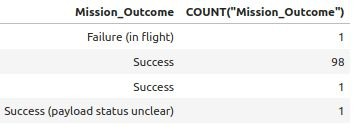 Mission_Outcome COUNT("Mission_Outcome")
Failure (in flight) 1
Success 98
Success 1
Success (payload status unclear) 1